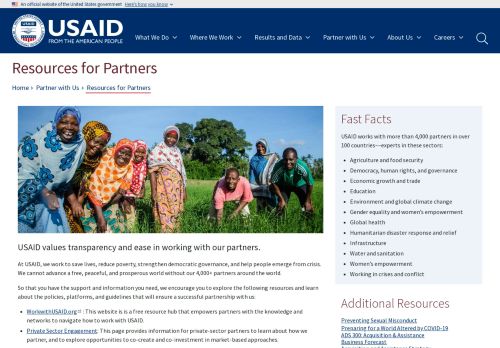 An official website of the United States government Here's how you know
USAID
USAID
FROM THE AMERICAN PEOPLE
What We Do
Where We Work
Results and Data
Partner with Us
About Us
Careers
Resources for Partners
Home
Partner with Us
Resources for Partners
USAID values transparency and ease in working with our partners.
At USAID, we work to save lives, reduce poverty, strengthen democratic governance, and help people emerge from crisis.
We cannot advance a free, peaceful, and prosperous world without our 4,000+ partners around the world.
So that you have the support and information you need, we encourage you to explore the following resources and learn
about the policies, platforms, and guidelines that will ensure a successful partnership with us:
• WorkwithUSAID.org : This website is is a free resource hub that empowers partners with the knowledge and
networks to navigate how to work with USAID.
• Private Sector Engagement: This page provides information for private-sector partners to learn about how we
partner, and to explore opportunities to co-create and co-investment in market-based approaches
Fast Facts
USAID works with more than 4,000 partners in over
100 countries—experts in these sectors:
• Agriculture and food security
• Democracy, human rights, and governance
• Economic growth and trade
• Education
• Environment and global climate change
• Gender equality and women's empowerment
• Global health
• Humanitarian disaster response and relief
• Infrastructure
• Water and sanitation
• Women's empowerment
• Working in crises and conflict
Additional Resources
Preventing Sexual Misconduct
Preparing for a World Altered by COVID-19
ADS 300: Acquisition & Assistance
Business Forecast